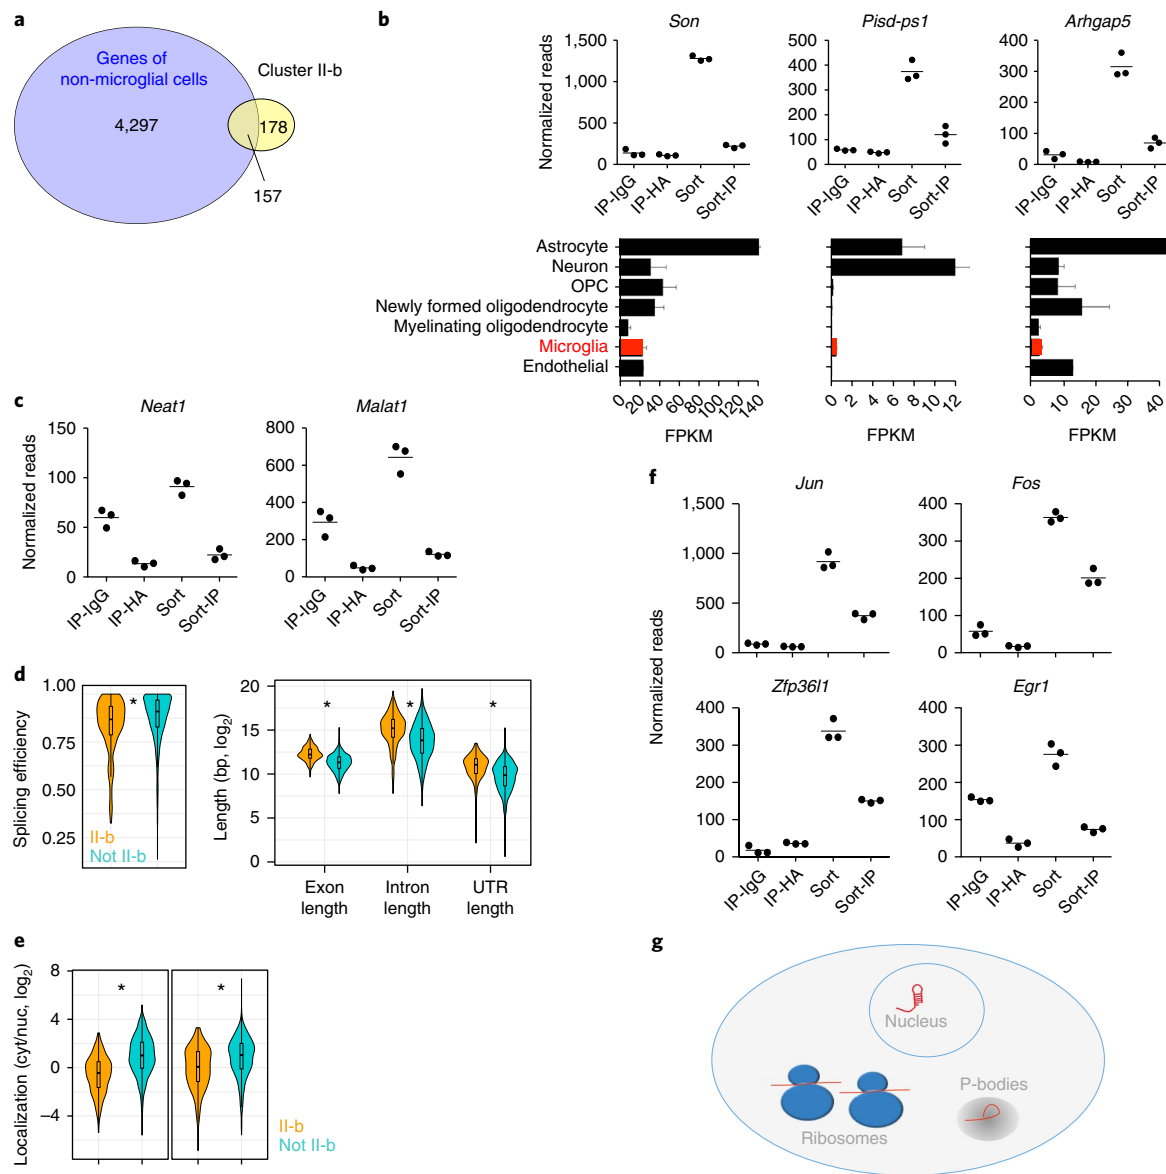 a
Genes of
non-microglial cells
Cluster II-b
4,297
178
157
b
Son
Pisd-ps1
Arhgap5
Normalized reads
1,500
1,000
500
0
500
400
300
200
100
0
400
300
200
100
0
IP-IgG
IP-HA
Sort
Sort-IP
IP-IgG
IP-HA
Sort
Sort-IP
IP-IgG
IP-HA
Sort
Sort-IP
Astrocyte
Neuron
OPC
Newly formed oligodendrocyte
Myelinating oligodendrocyte
Microglia
Endothelial
0 20 40 60 80 100 120 140
0 2 4 6 8 10 12
0 10 20 30 40
FPKM
FPKM
FPKM
c
Neat1
Malat1
Normalized reads
150
100
50
0
800
600
400
200
0
IP-IgG
IP-HA
Sort
Sort-IP
IP-IgG
IP-HA
Sort
Sort-IP
d
Splicing efficiency
1.00
0.75
0.50
0.25
*
II-b
Not II-b
Length (bp, log2)
20
15
10
5
0
* * *
Exon
length
Intron
length
UTR
length
e
Localization (cyt/nuc, log2)
8
4
0
−4
* *
II-b
Not II-b
f
Jun
Fos
Normalized reads
1,500
1,000
500
0
400
300
200
100
0
Zfp36l1
Egr1
400
300
200
100
0
400
300
200
100
0
IP-IgG
IP-HA
Sort
Sort-IP
IP-IgG
IP-HA
Sort
Sort-IP
g
Nucleus
P-bodies
Ribosomes